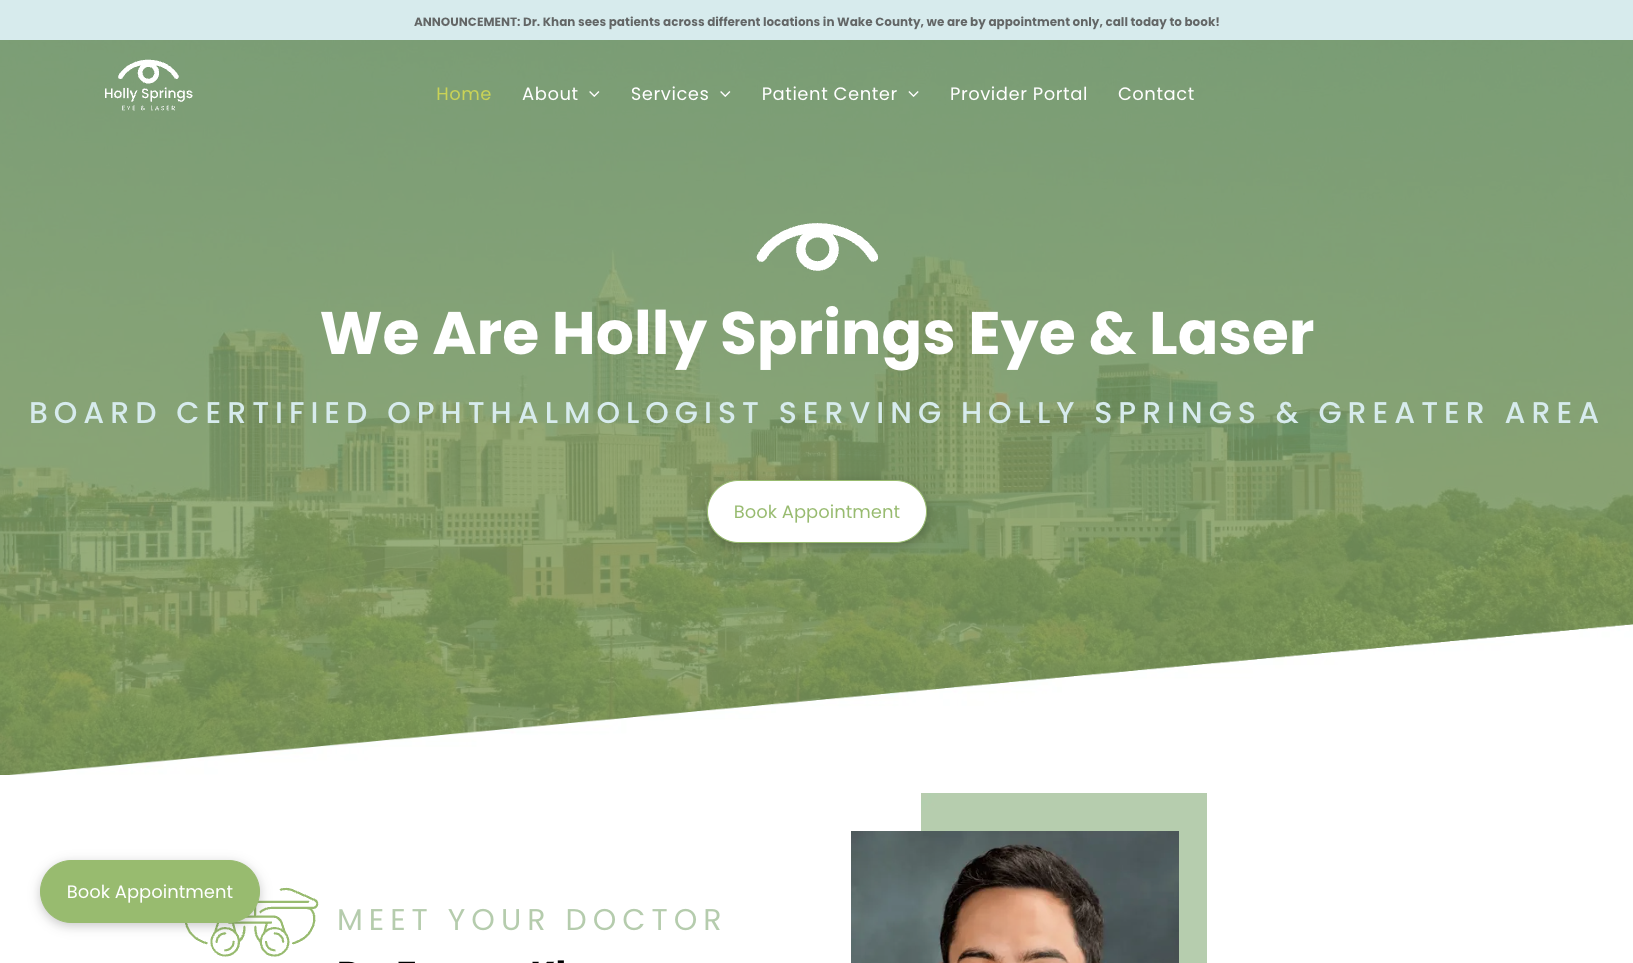 ANNOUNCEMENT: Dr. Khan sees patients across different locations in Wake County, we are by appointment only, call today to book!
Holly Springs
EYE & LASER
Home About Services Patient Center Provider Portal Contact
We Are Holly Springs Eye & Laser
BOARD CERTIFIED OPHTHALMOLOGIST SERVING HOLLY SPRINGS & GREATER AREA
Book Appointment
Book Appointment
MEET YOUR DOCTOR